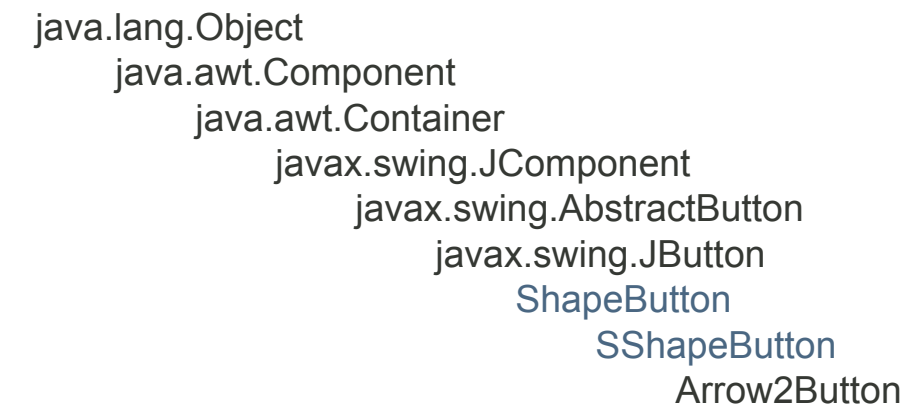 java.lang.Object
java.awt.Component
java.awt.Container
javax.swing.JComponent
javax.swing.AbstractButton
javax.swing.JButton
ShapeButton
SShapeButton
Arrow2Button